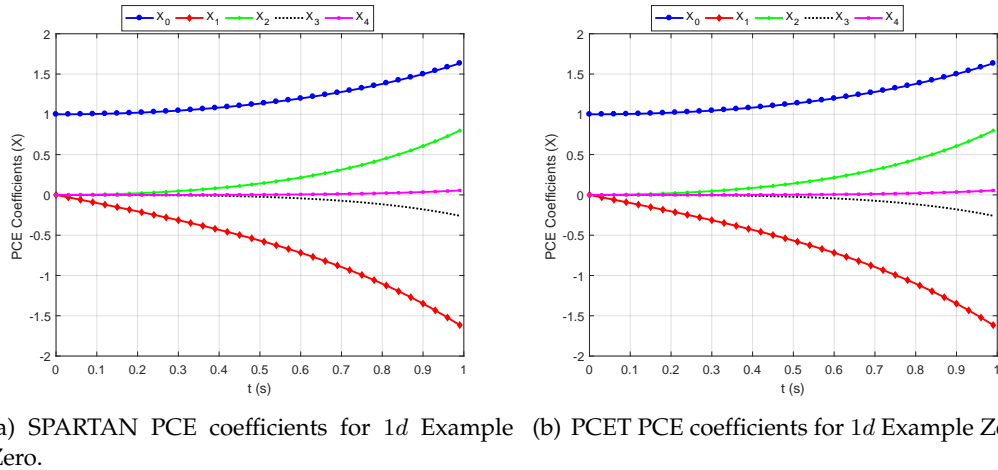 X0 X1 X2 X3 X4
2
1.5
1
0.5
0
-0.5
-1
-1.5
-2
PCE Coefficients (X)
0 0.1 0.2 0.3 0.4 0.5 0.6 0.7 0.8 0.9 1
t (s)
X0 X1 X2 X3 X4
2
1.5
1
0.5
0
-0.5
-1
-1.5
-2
PCE Coefficients (X)
0 0.1 0.2 0.3 0.4 0.5 0.6 0.7 0.8 0.9 1
t (s)
) SPARTAN PCE coefficients for 1d Example
Zero.
(b) PCET PCE coefficients for 1d Example